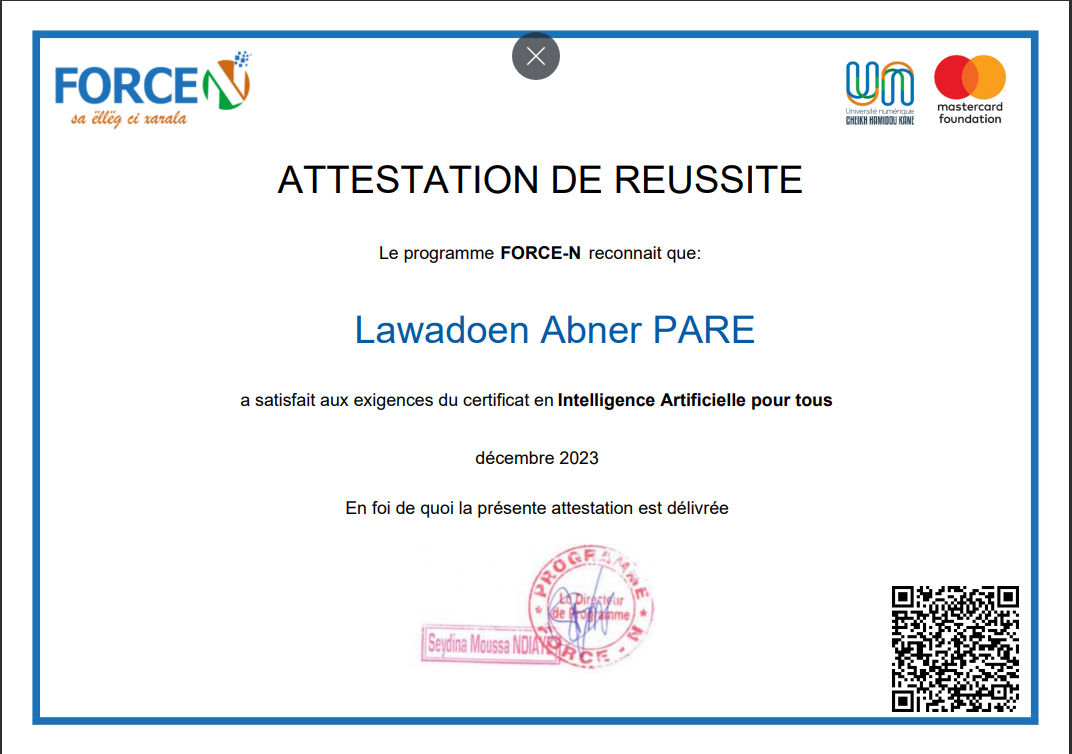 FORCE N
sa ëllëg ci xarala
Université numérique
CHEIKH HAMIDOU KANE
mastercard
foundation
ATTESTATION DE REUSSITE
Le programme FORCE-N reconnait que:
Lawadoen Abner PARE
a satisfait aux exigences du certificat en Intelligence Artificielle pour tous
décembre 2023
En foi de quoi la présente attestation est délivrée
PROGRAMME
Le Directeur
de Programme
FORCE - N
Seydina Moussa NDIAYE